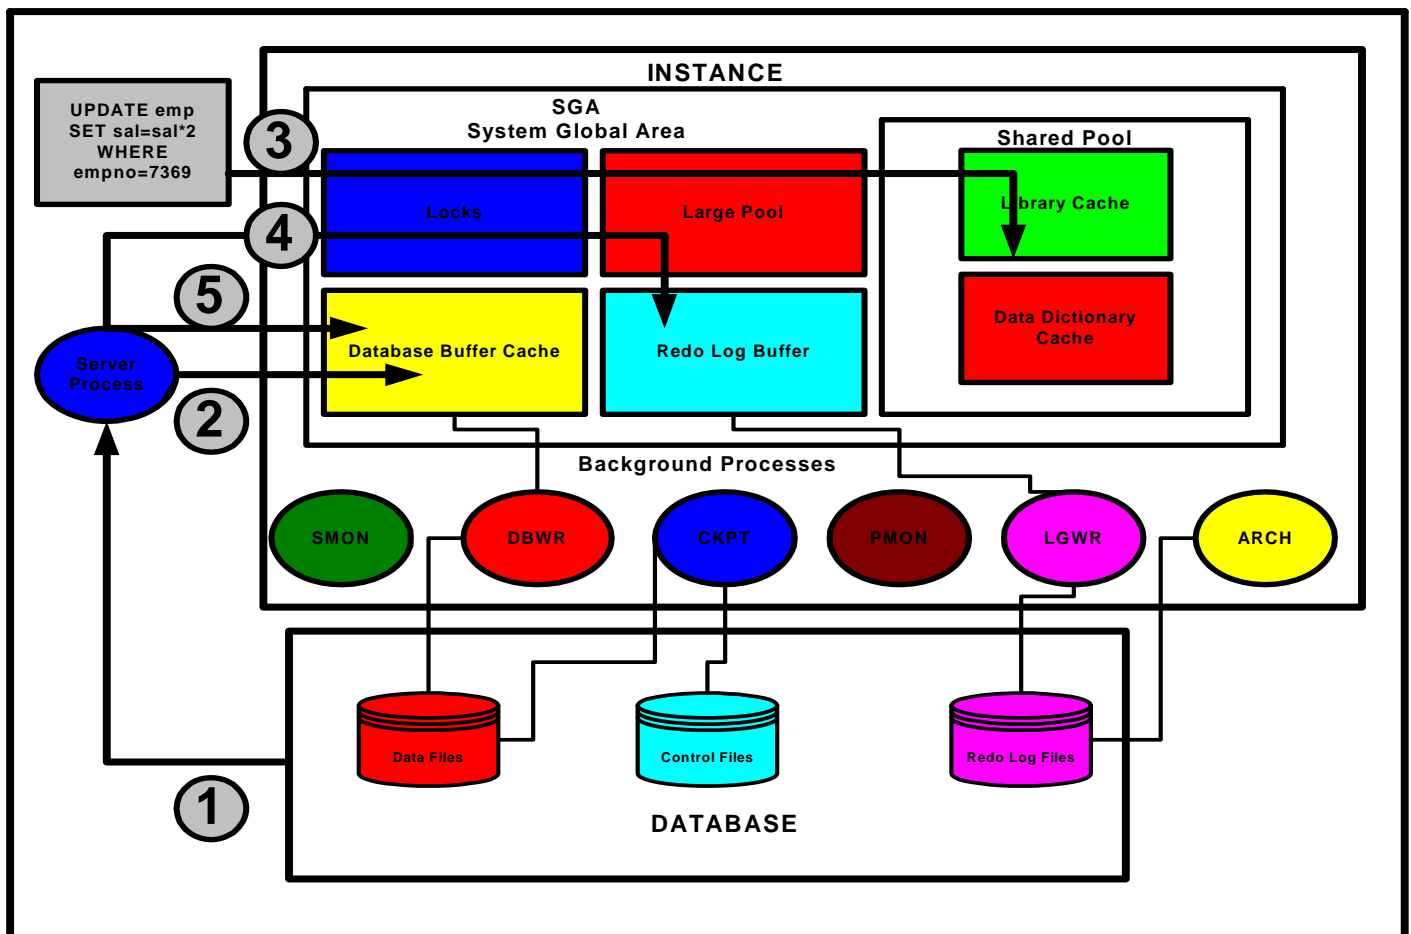 INSTANCE
SGA
System Global Area
UPDATE emp
SET sal=sal*2
WHERE
empno=7369
3
Shared Pool
Locks
Large Pool
Library Cache
4
5
Database Buffer Cache
Redo Log Buffer
Data Dictionary
Cache
Server
Process
2
Background Processes
SMON
DBWR
CKPT
PMON
LGWR
ARCH
Data Files
Control Files
Redo Log Files
1
DATABASE